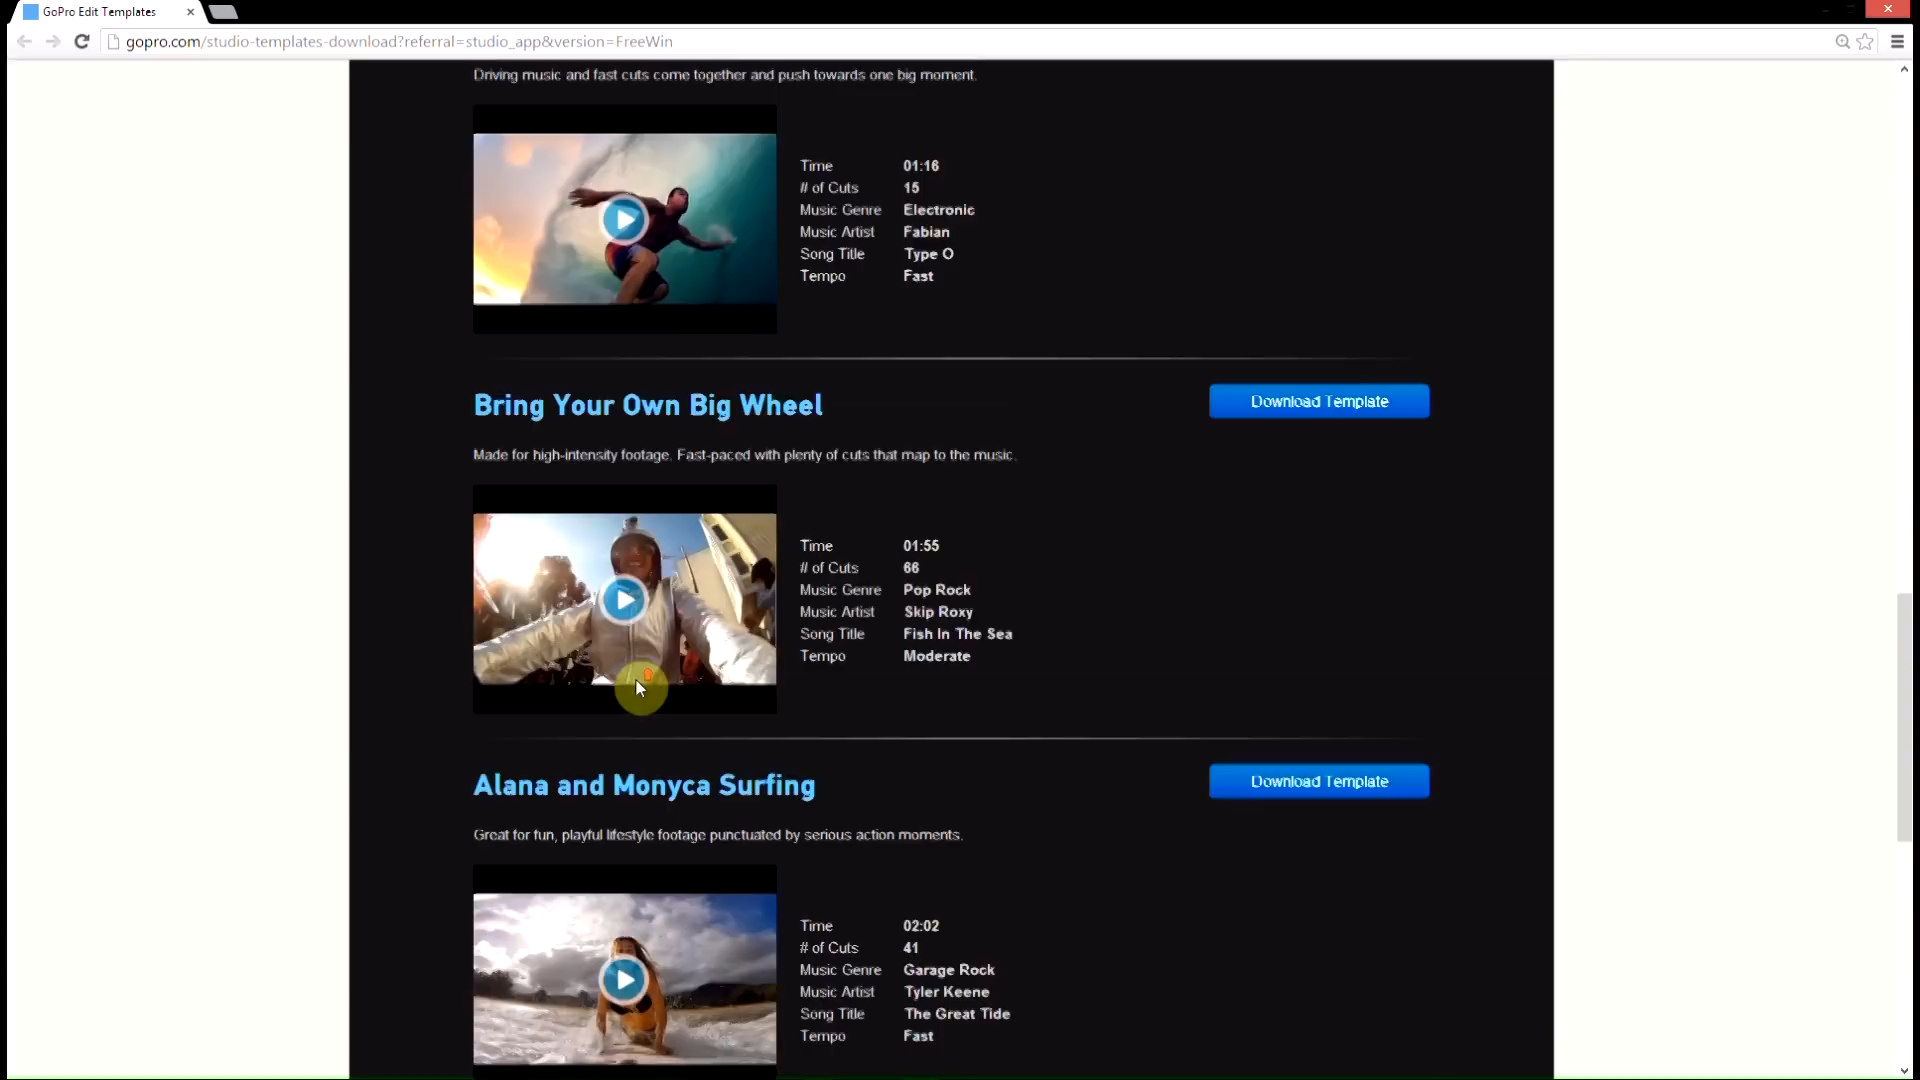 GoPro Edit Templates
gopro.com/studio-templates-download?referral=studio_app&version=FreeWin
Driving music and fast cuts come together and push towards one big moment.
Time 01:16
# of Cuts 15
Music Genre Electronic
Music Artist Fabian
Song Title Type O
Tempo Fast
Bring Your Own Big Wheel
Download Template
Made for high-intensity footage. Fast-paced with plenty of cuts that map to the music.
Time 01:55
# of Cuts 66
Music Genre Pop Rock
Music Artist Skip Roxy
Song Title Fish In The Sea
Tempo Moderate
Alana and Monyca Surfing
Download Template
Great for fun, playful lifestyle footage punctuated by serious action moments.
Time 02:02
# of Cuts 41
Music Genre Garage Rock
Music Artist Tyler Keene
Song Title The Great Tide
Tempo Fast